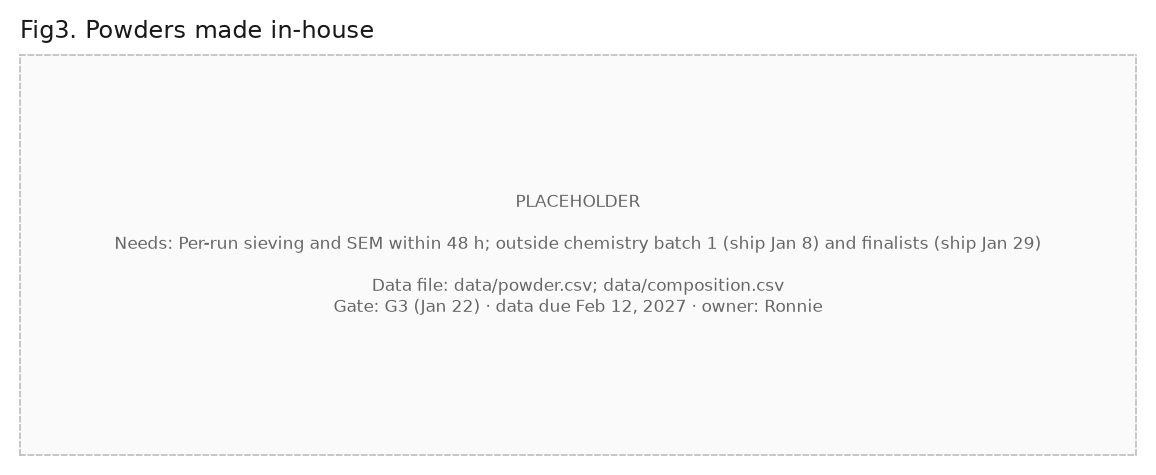 Fig3. Powders made in-house
PLACEHOLDER
Needs: Per-run sieving and SEM within 48 h; outside chemistry batch 1 (ship Jan 8) and finalists (ship Jan 29)
Data file: data/powder.csv; data/composition.csv
Gate: G3 (Jan 22) · data due Feb 12, 2027 · owner: Ronnie